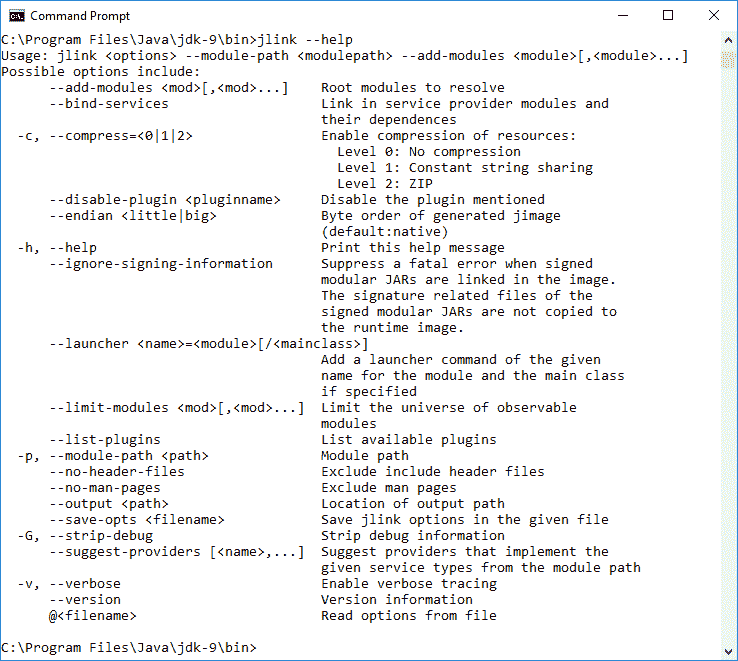 Command Prompt
C:\Program Files\Java\jdk-9\bin>jlink --help
Usage: jlink <options> --module-path <modulepath> --add-modules <module>[,<module>...]
Possible options include:
      --add-modules <mod>[,<mod>...]    Root modules to resolve
      --bind-services                   Link in service provider modules and
                                        their dependences
  -c, --compress=<0|1|2>                Enable compression of resources:
                                          Level 0: No compression
                                          Level 1: Constant string sharing
                                          Level 2: ZIP
      --disable-plugin <pluginname>     Disable the plugin mentioned
      --endian <little|big>             Byte order of generated jimage
                                        (default:native)
  -h, --help                            Print this help message
      --ignore-signing-information      Suppress a fatal error when signed
                                        modular JARs are linked in the image.
                                        The signature related files of the
                                        signed modular JARs are not copied to
                                        the runtime image.
      --launcher <name>=<module>[/<mainclass>]
                                        Add a launcher command of the given
                                        name for the module and the main class
                                        if specified
      --limit-modules <mod>[,<mod>...]  Limit the universe of observable
                                        modules
      --list-plugins                    List available plugins
  -p, --module-path <path>              Module path
      --no-header-files                 Exclude include header files
      --no-man-pages                    Exclude man pages
      --output <path>                   Location of output path
      --save-opts <filename>            Save jlink options in the given file
  -G, --strip-debug                     Strip debug information
      --suggest-providers [<name>,...]  Suggest providers that implement the
                                        given service types from the module path
  -v, --verbose                         Enable verbose tracing
      --version                         Version information
      @<filename>                       Read options from file
C:\Program Files\Java\jdk-9\bin>